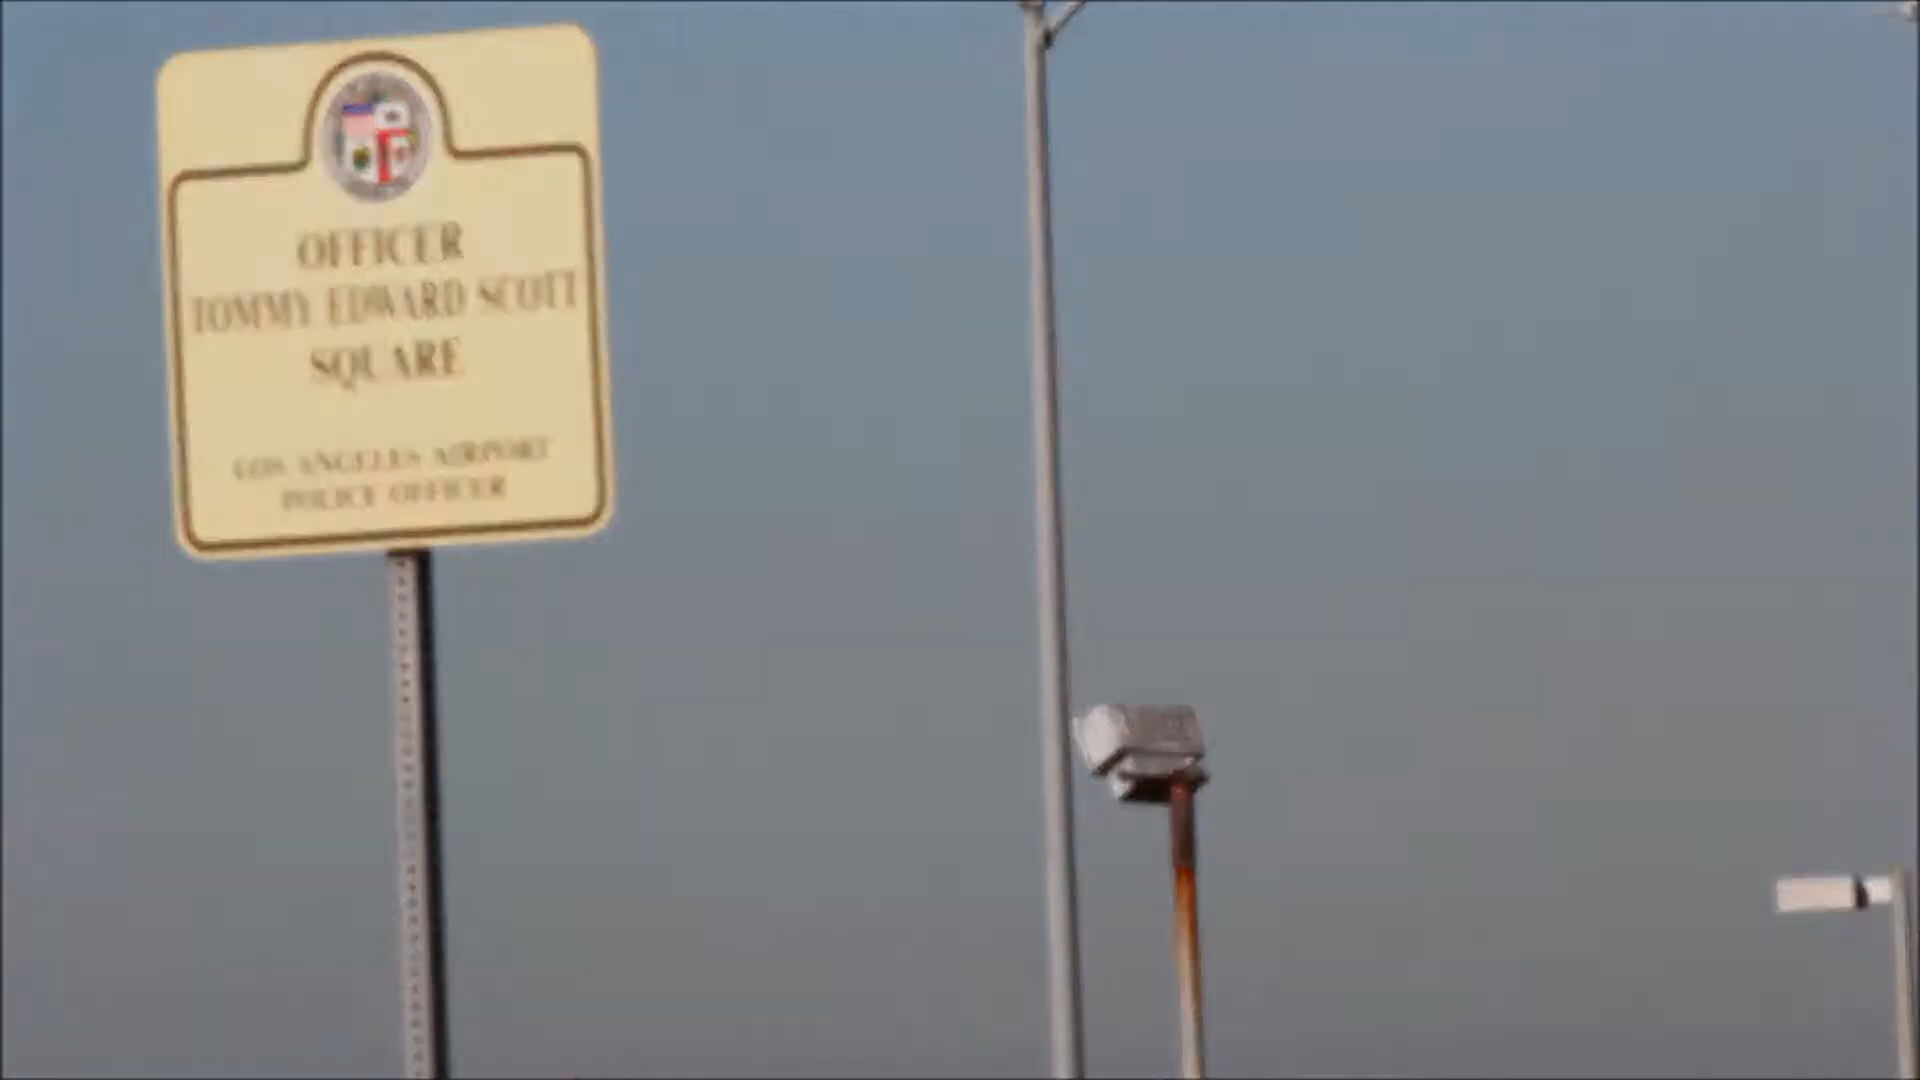 OFFICER
TOMMY EDWARD SCOTT
SQUARE
LOS ANGELES AIRPORT
POLICE OFFICER